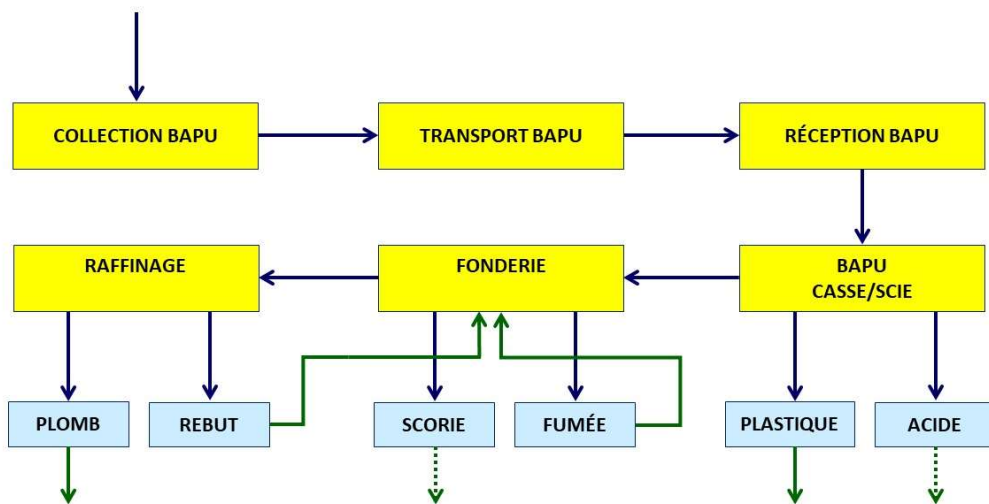 COLLECTION BAPU
TRANSPORT BAPU
RÉCEPTION BAPU
RAFFINAGE
FONDERIE
BAPU
CASSE/SCIE
PLOMB
REBUT
SCORIE
FUMÉE
PLASTIQUE
ACIDE